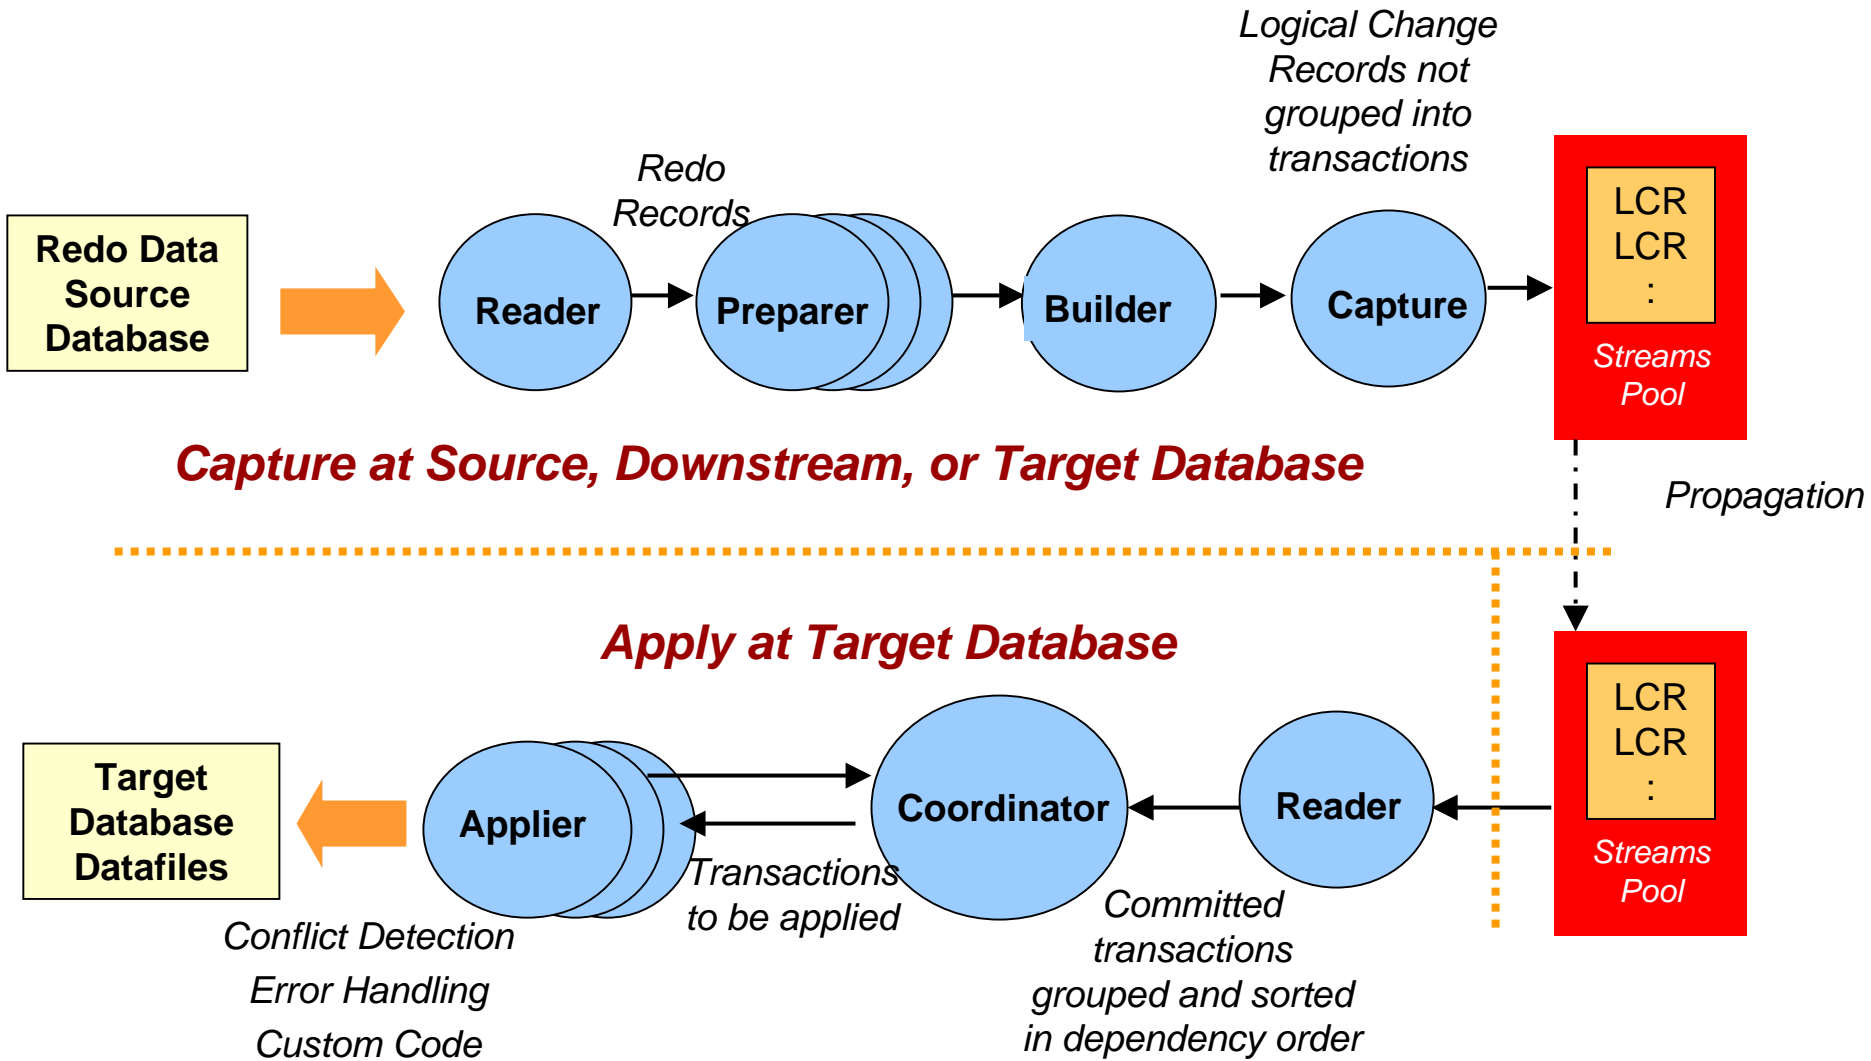 Logical Change
Records not
grouped into
transactions
Redo
Records
Redo Data
Source
Database
Reader
Preparer
Builder
Capture
LCR
LCR
:
Streams
Pool
Capture at Source, Downstream, or Target Database
Propagation
Apply at Target Database
Target
Database
Datafiles
Applier
Coordinator
Reader
LCR
LCR
:
Streams
Pool
Transactions
to be applied
Committed
transactions
grouped and sorted
in dependency order
Conflict Detection
Error Handling
Custom Code